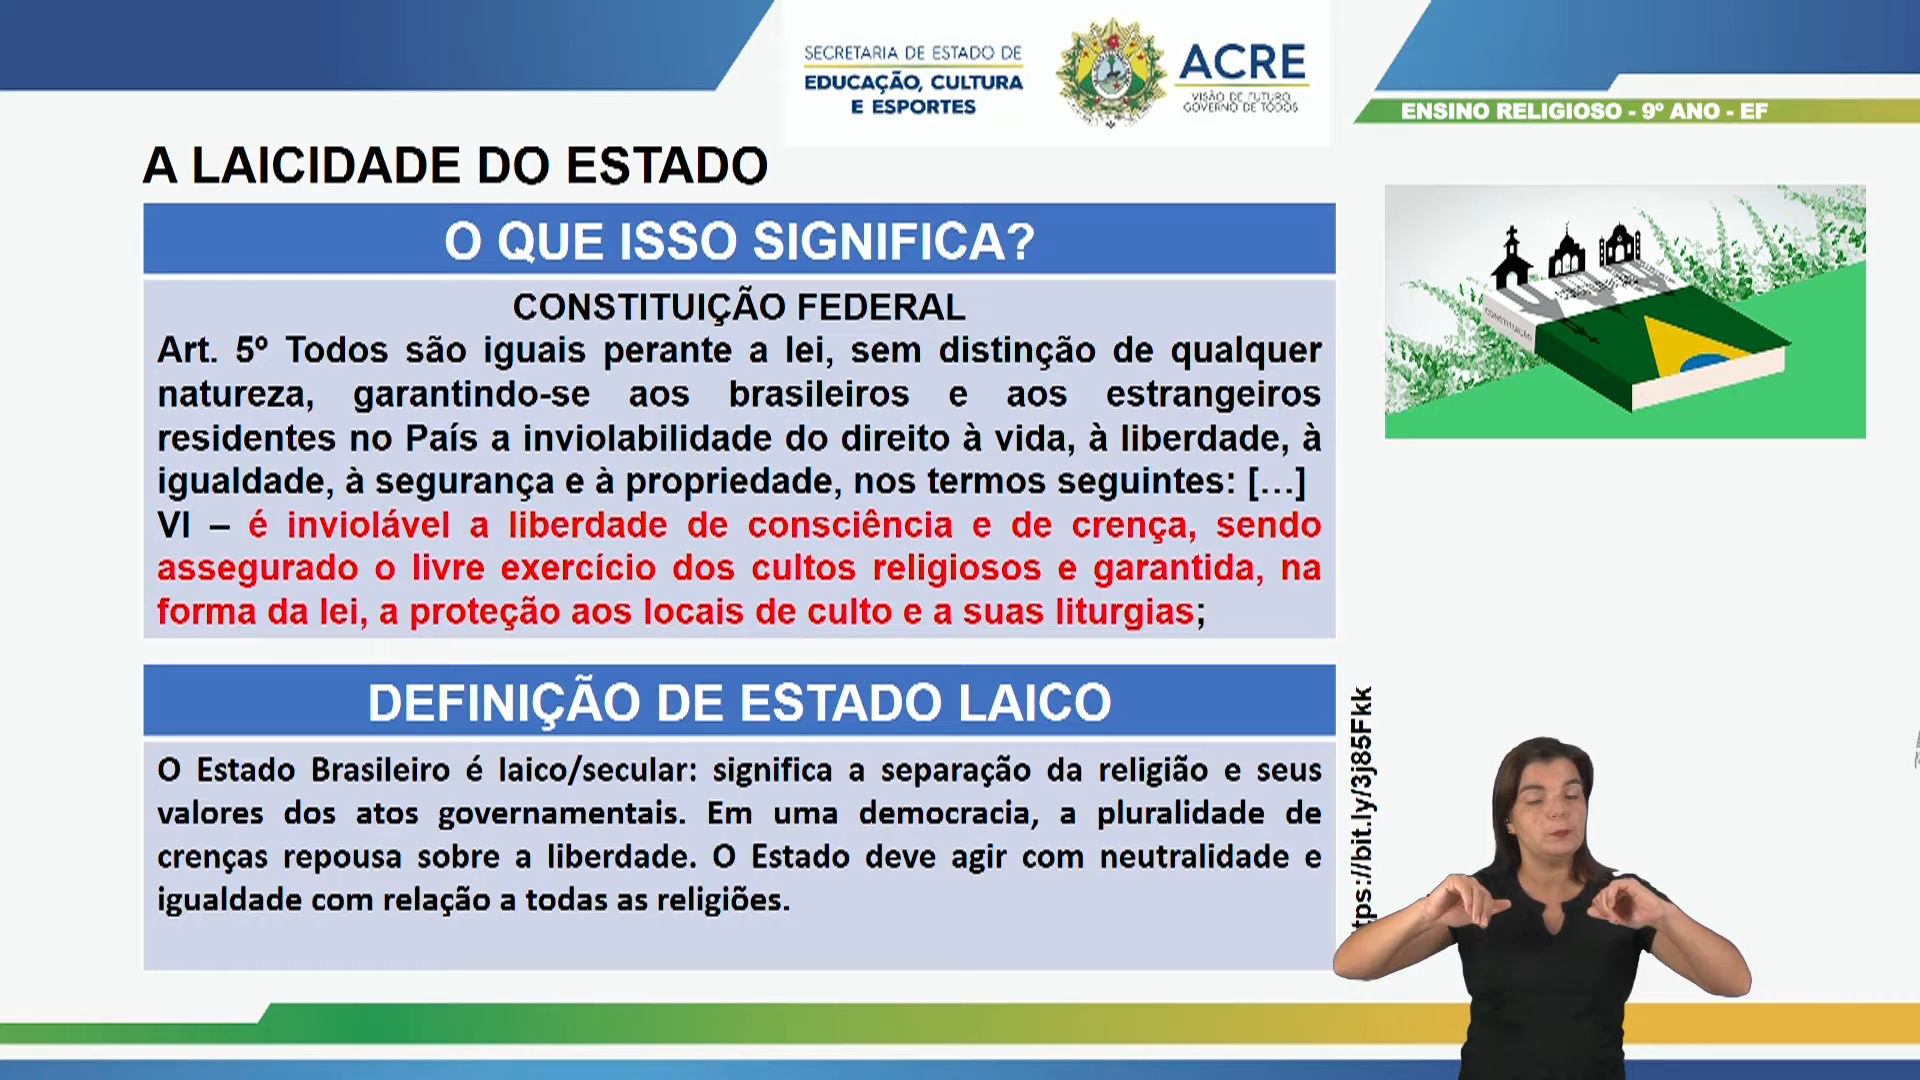 SECRETARIA DE ESTADO DE
EDUCAÇÃO, CULTURA
E ESPORTES
ACRE
VISÃO DE FUTURO
GOVERNO DE TODOS
ENSINO RELIGIOSO - 9º ANO - EF
A LAICIDADE DO ESTADO
O QUE ISSO SIGNIFICA?
CONSTITUIÇÃO FEDERAL
Art. 5º Todos são iguais perante a lei, sem distinção de qualquer
natureza, garantindo-se aos brasileiros e aos estrangeiros
residentes no País a inviolabilidade do direito à vida, à liberdade, à
igualdade, à segurança e à propriedade, nos termos seguintes: [...]
VI – é inviolável a liberdade de consciência e de crença, sendo
assegurado o livre exercício dos cultos religiosos e garantida, na
forma da lei, a proteção aos locais de culto e a suas liturgias;
CONSTITUIÇÃO
DEFINIÇÃO DE ESTADO LAICO
O Estado Brasileiro é laico/secular: significa a separação da religião e seus
valores dos atos governamentais. Em uma democracia, a pluralidade de
crenças repousa sobre a liberdade. O Estado deve agir com neutralidade e
igualdade com relação a todas as religiões.
tps://bit.ly/3j85Fkk